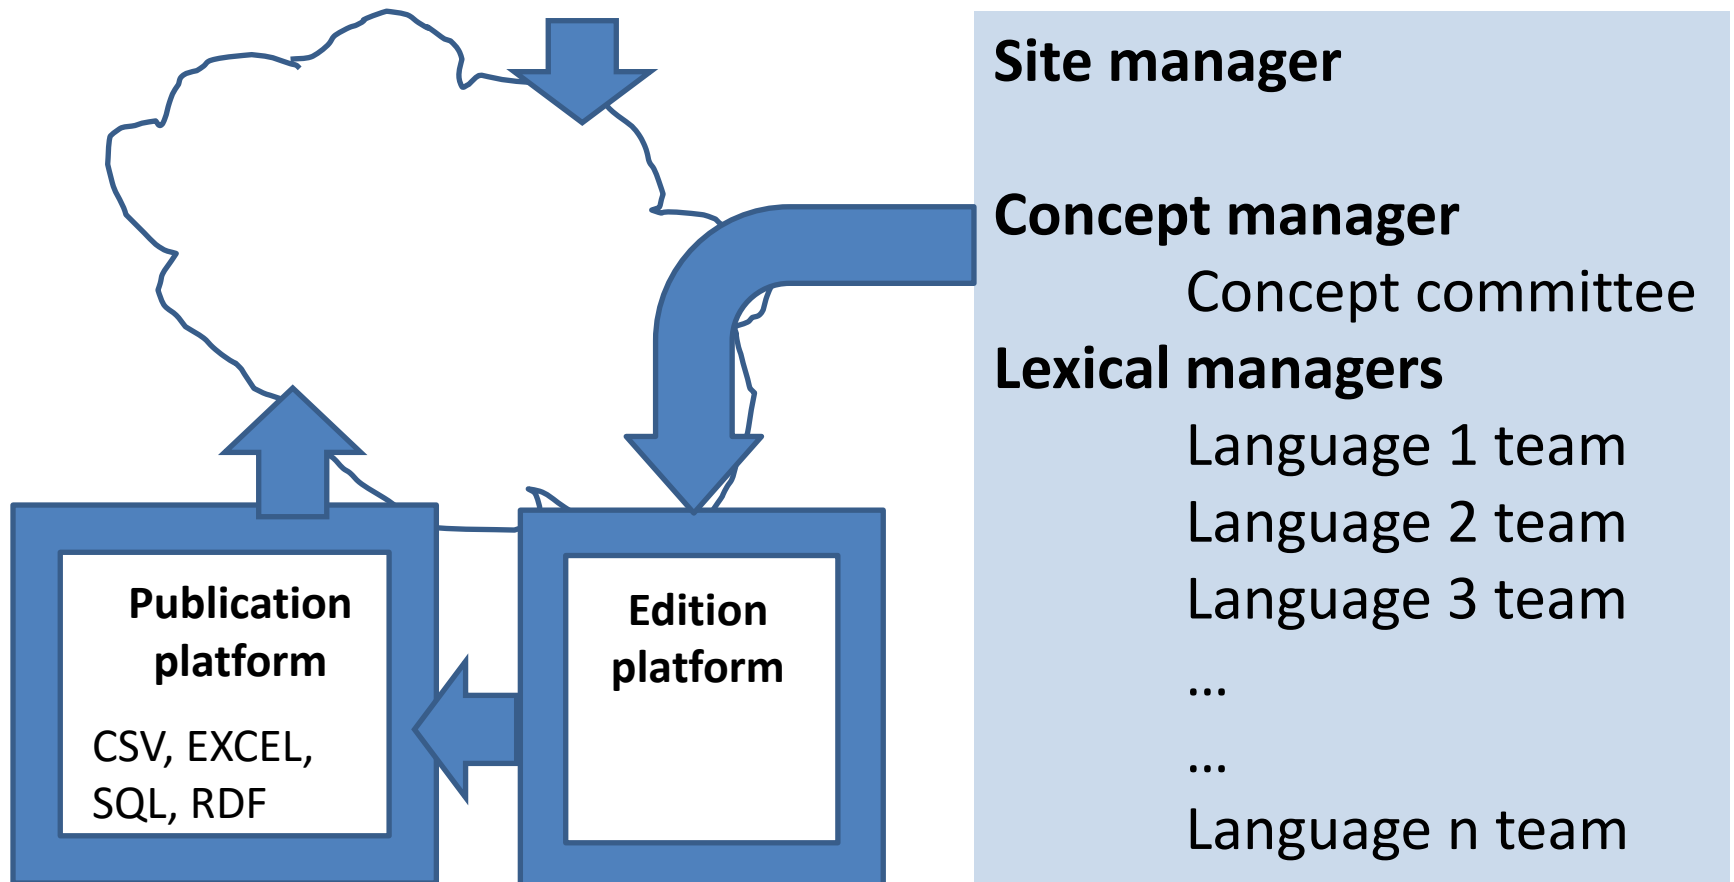 Site manager
Concept manager
Concept committee
Lexical managers
Language 1 team
Language 2 team
Language 3 team
...
...
Language n team
Publication
platform
CSV, EXCEL,
SQL, RDF
Edition
platform